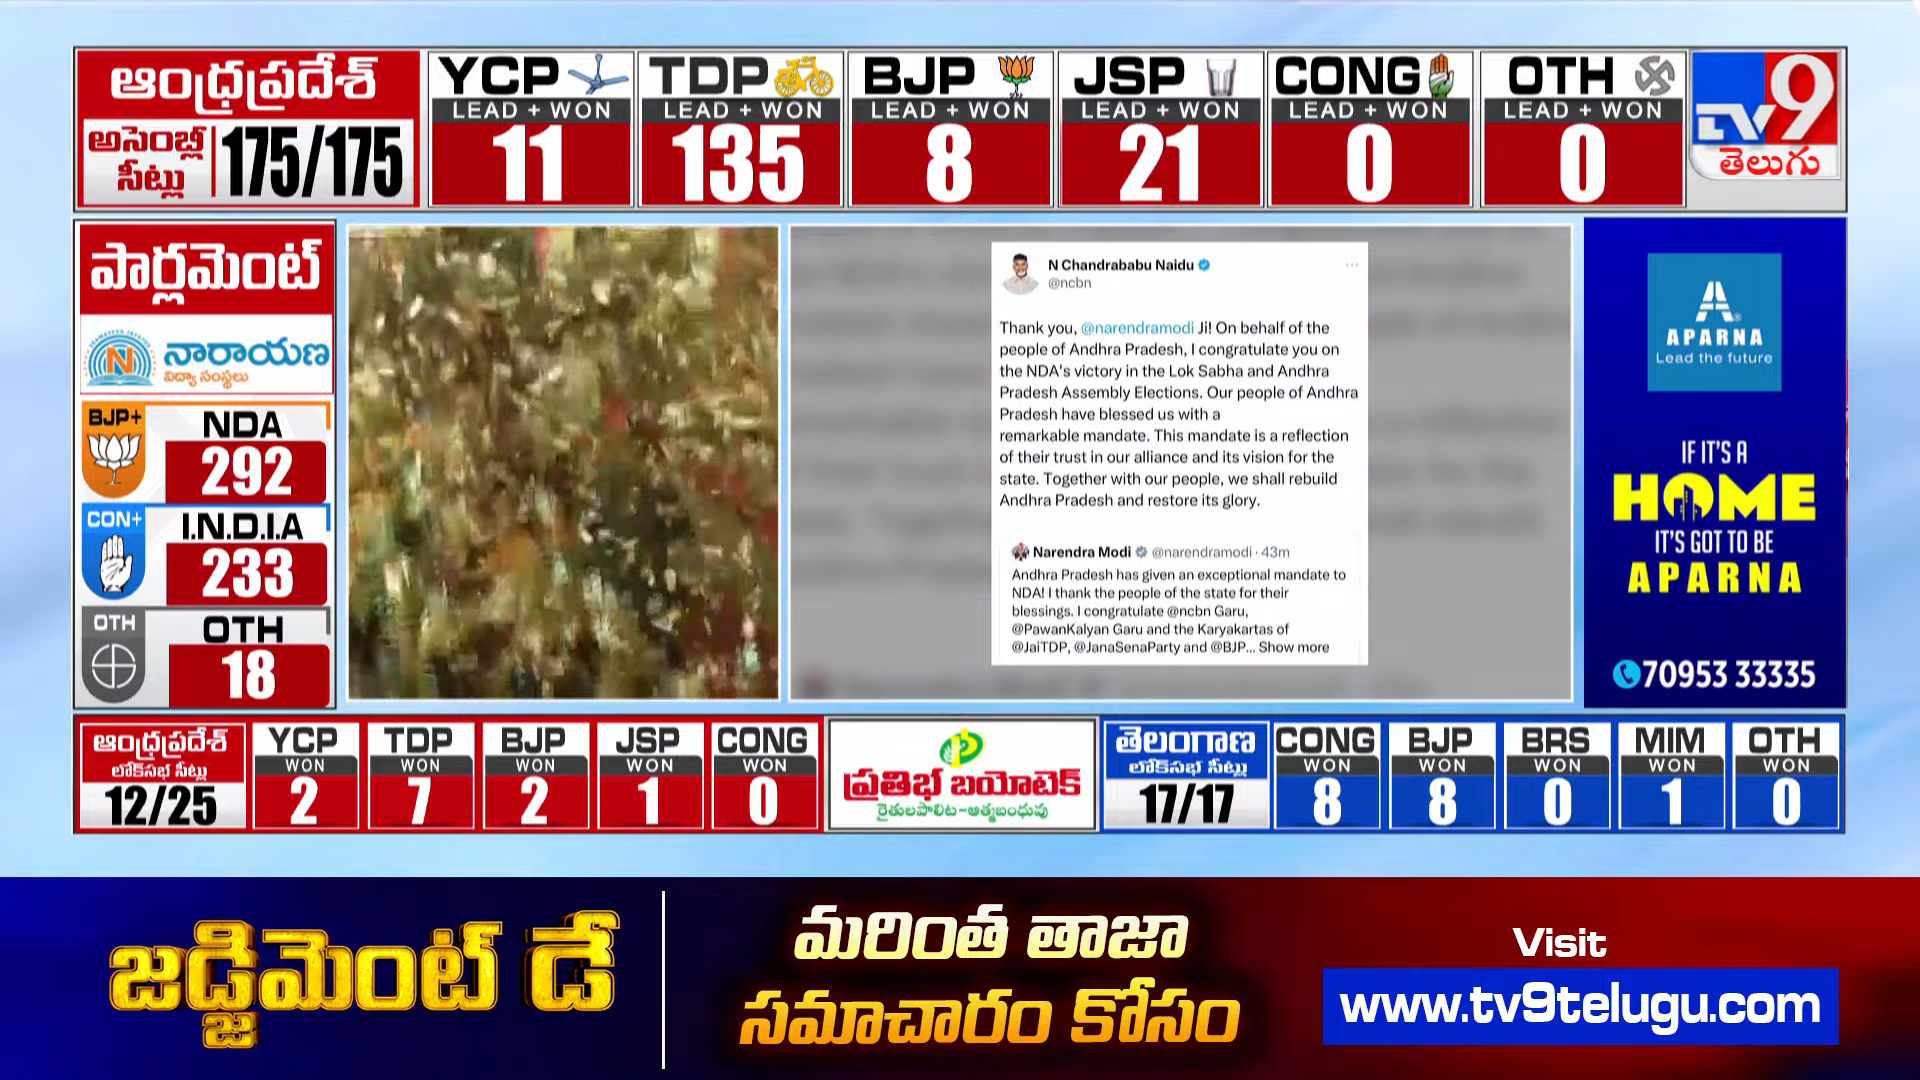 ఆంధ్రప్రదేశ్
అసెంబ్లీ సీట్లు 175/175
YCP LEAD + WON 11
TDP LEAD + WON 135
BJP LEAD + WON 8
JSP LEAD + WON 21
CONG LEAD + WON 0
OTH LEAD + WON 0
TV9 తెలుగు
పార్లమెంట్
N
నారాయణ
విద్యా సంస్థలు
BJP+ NDA 292
CON+ I.N.D.I.A 233
OTH OTH 18
N Chandrababu Naidu
@ncbn
Thank you, @narendramodi Ji! On behalf of the
people of Andhra Pradesh, I congratulate you on
the NDA's victory in the Lok Sabha and Andhra
Pradesh Assembly Elections. Our people of Andhra
Pradesh have blessed us with a
remarkable mandate. This mandate is a reflection
of their trust in our alliance and its vision for the
state. Together with our people, we shall rebuild
Andhra Pradesh and restore its glory.
Narendra Modi @narendramodi · 43m
Andhra Pradesh has given an exceptional mandate to
NDA! I thank the people of the state for their
blessings. I congratulate @ncbn Garu,
@PawanKalyan Garu and the Karyakartas of
@JaiTDP, @JanaSenaParty and @BJP... Show more
APARNA
Lead the future
IF IT'S A
HOME
IT'S GOT TO BE
APARNA
70953 33335
ఆంధ్రప్రదేశ్
లోక్‌సభ సీట్లు
12/25
YCP WON 2
TDP WON 7
BJP WON 2
JSP WON 1
CONG WON 0
ప్రతిభ బయోటెక్
రైతులపాలిట-ఆత్మబంధువు
తెలంగాణ
లోక్‌సభ సీట్లు
17/17
CONG WON 8
BJP WON 8
BRS WON 0
MIM WON 1
OTH WON 0
జడ్జిమెంట్ డే
మరింత తాజా
సమాచారం కోసం
Visit
www.tv9telugu.com